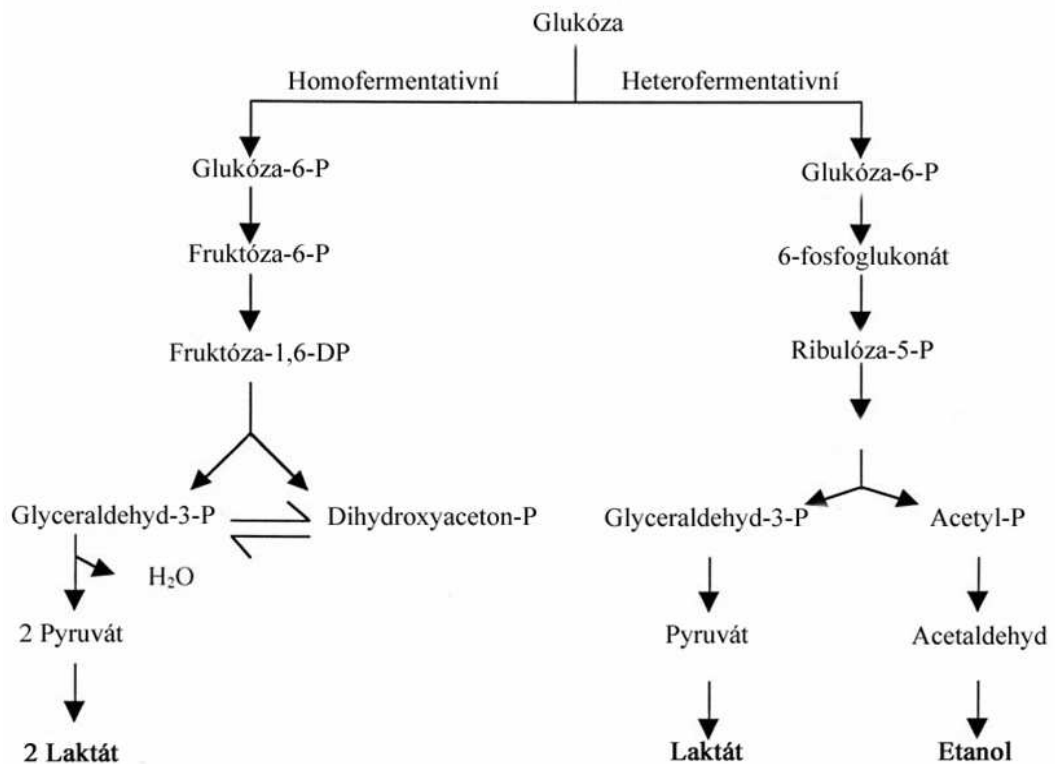 Glukóza
Homofermentativní Heterofermentativní
Glukóza-6-P Glukóza-6-P
Fruktóza-6-P 6-fosfoglukonát
Fruktóza-1,6-DP Ribulóza-5-P
Glyceraldehyd-3-P Dihydroxyaceton-P Glyceraldehyd-3-P Acetyl-P
H₂O
2 Pyruvát Pyruvát Acetaldehyd
2 Laktát Laktát Etanol